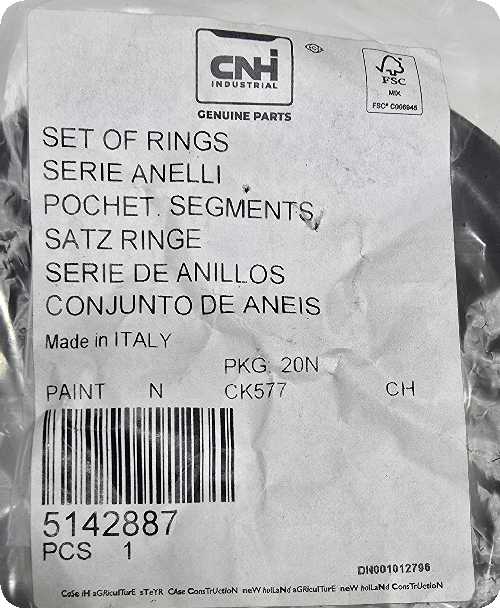 CNH
INDUSTRIAL
GENUINE PARTS
FSC
MIX
FSC® C006945
SET OF RINGS
SERIE ANELLI
POCHET. SEGMENTS
SATZ RINGE
SERIE DE ANILLOS
CONJUNTO DE ANEIS
Made in ITALY
PKG: 20N
PAINT N CK577 CH
5142887
PCS 1
DN001012796
CaSe IH aGRicuLTurE sTeYR CAse ConsTrUctioN neW hoLLaNd aGRicuLTurE neW hoLLaNd ConsTrUctioN